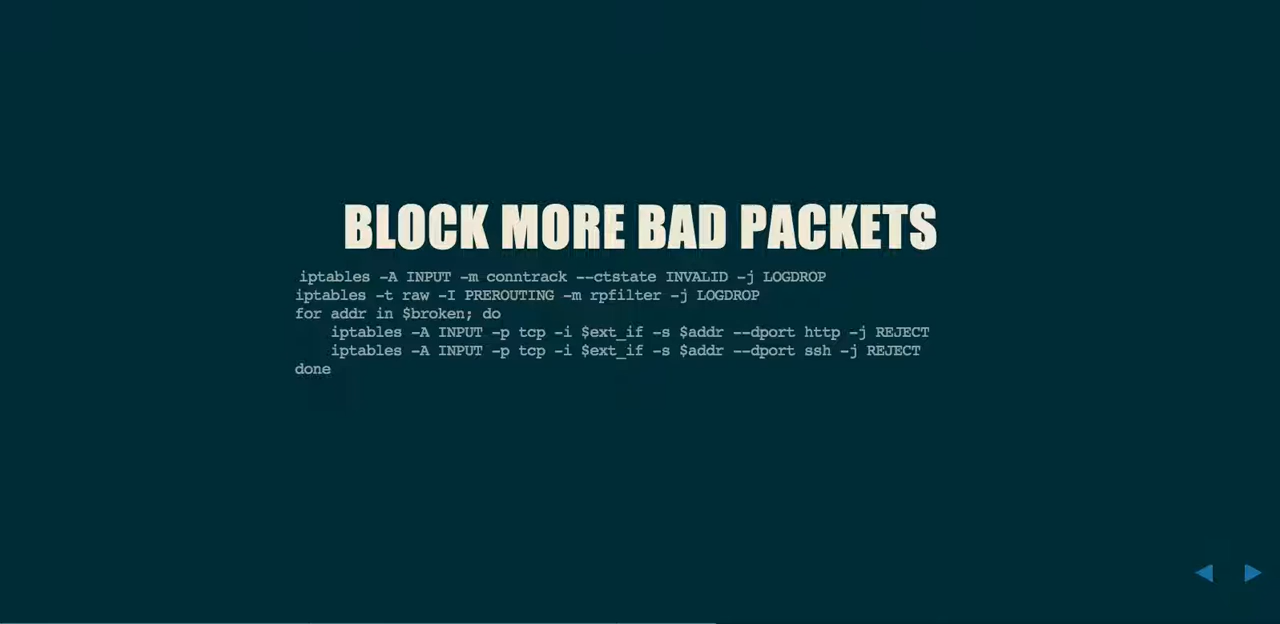 BLOCK MORE BAD PACKETS
iptables -A INPUT -m conntrack --ctstate INVALID -j LOGDROP
iptables -t raw -I PREROUTING -m rpfilter -j LOGDROP
for addr in $broken; do
    iptables -A INPUT -p tcp -i $ext_if -s $addr --dport http -j REJECT
    iptables -A INPUT -p tcp -i $ext_if -s $addr --dport ssh -j REJECT
done